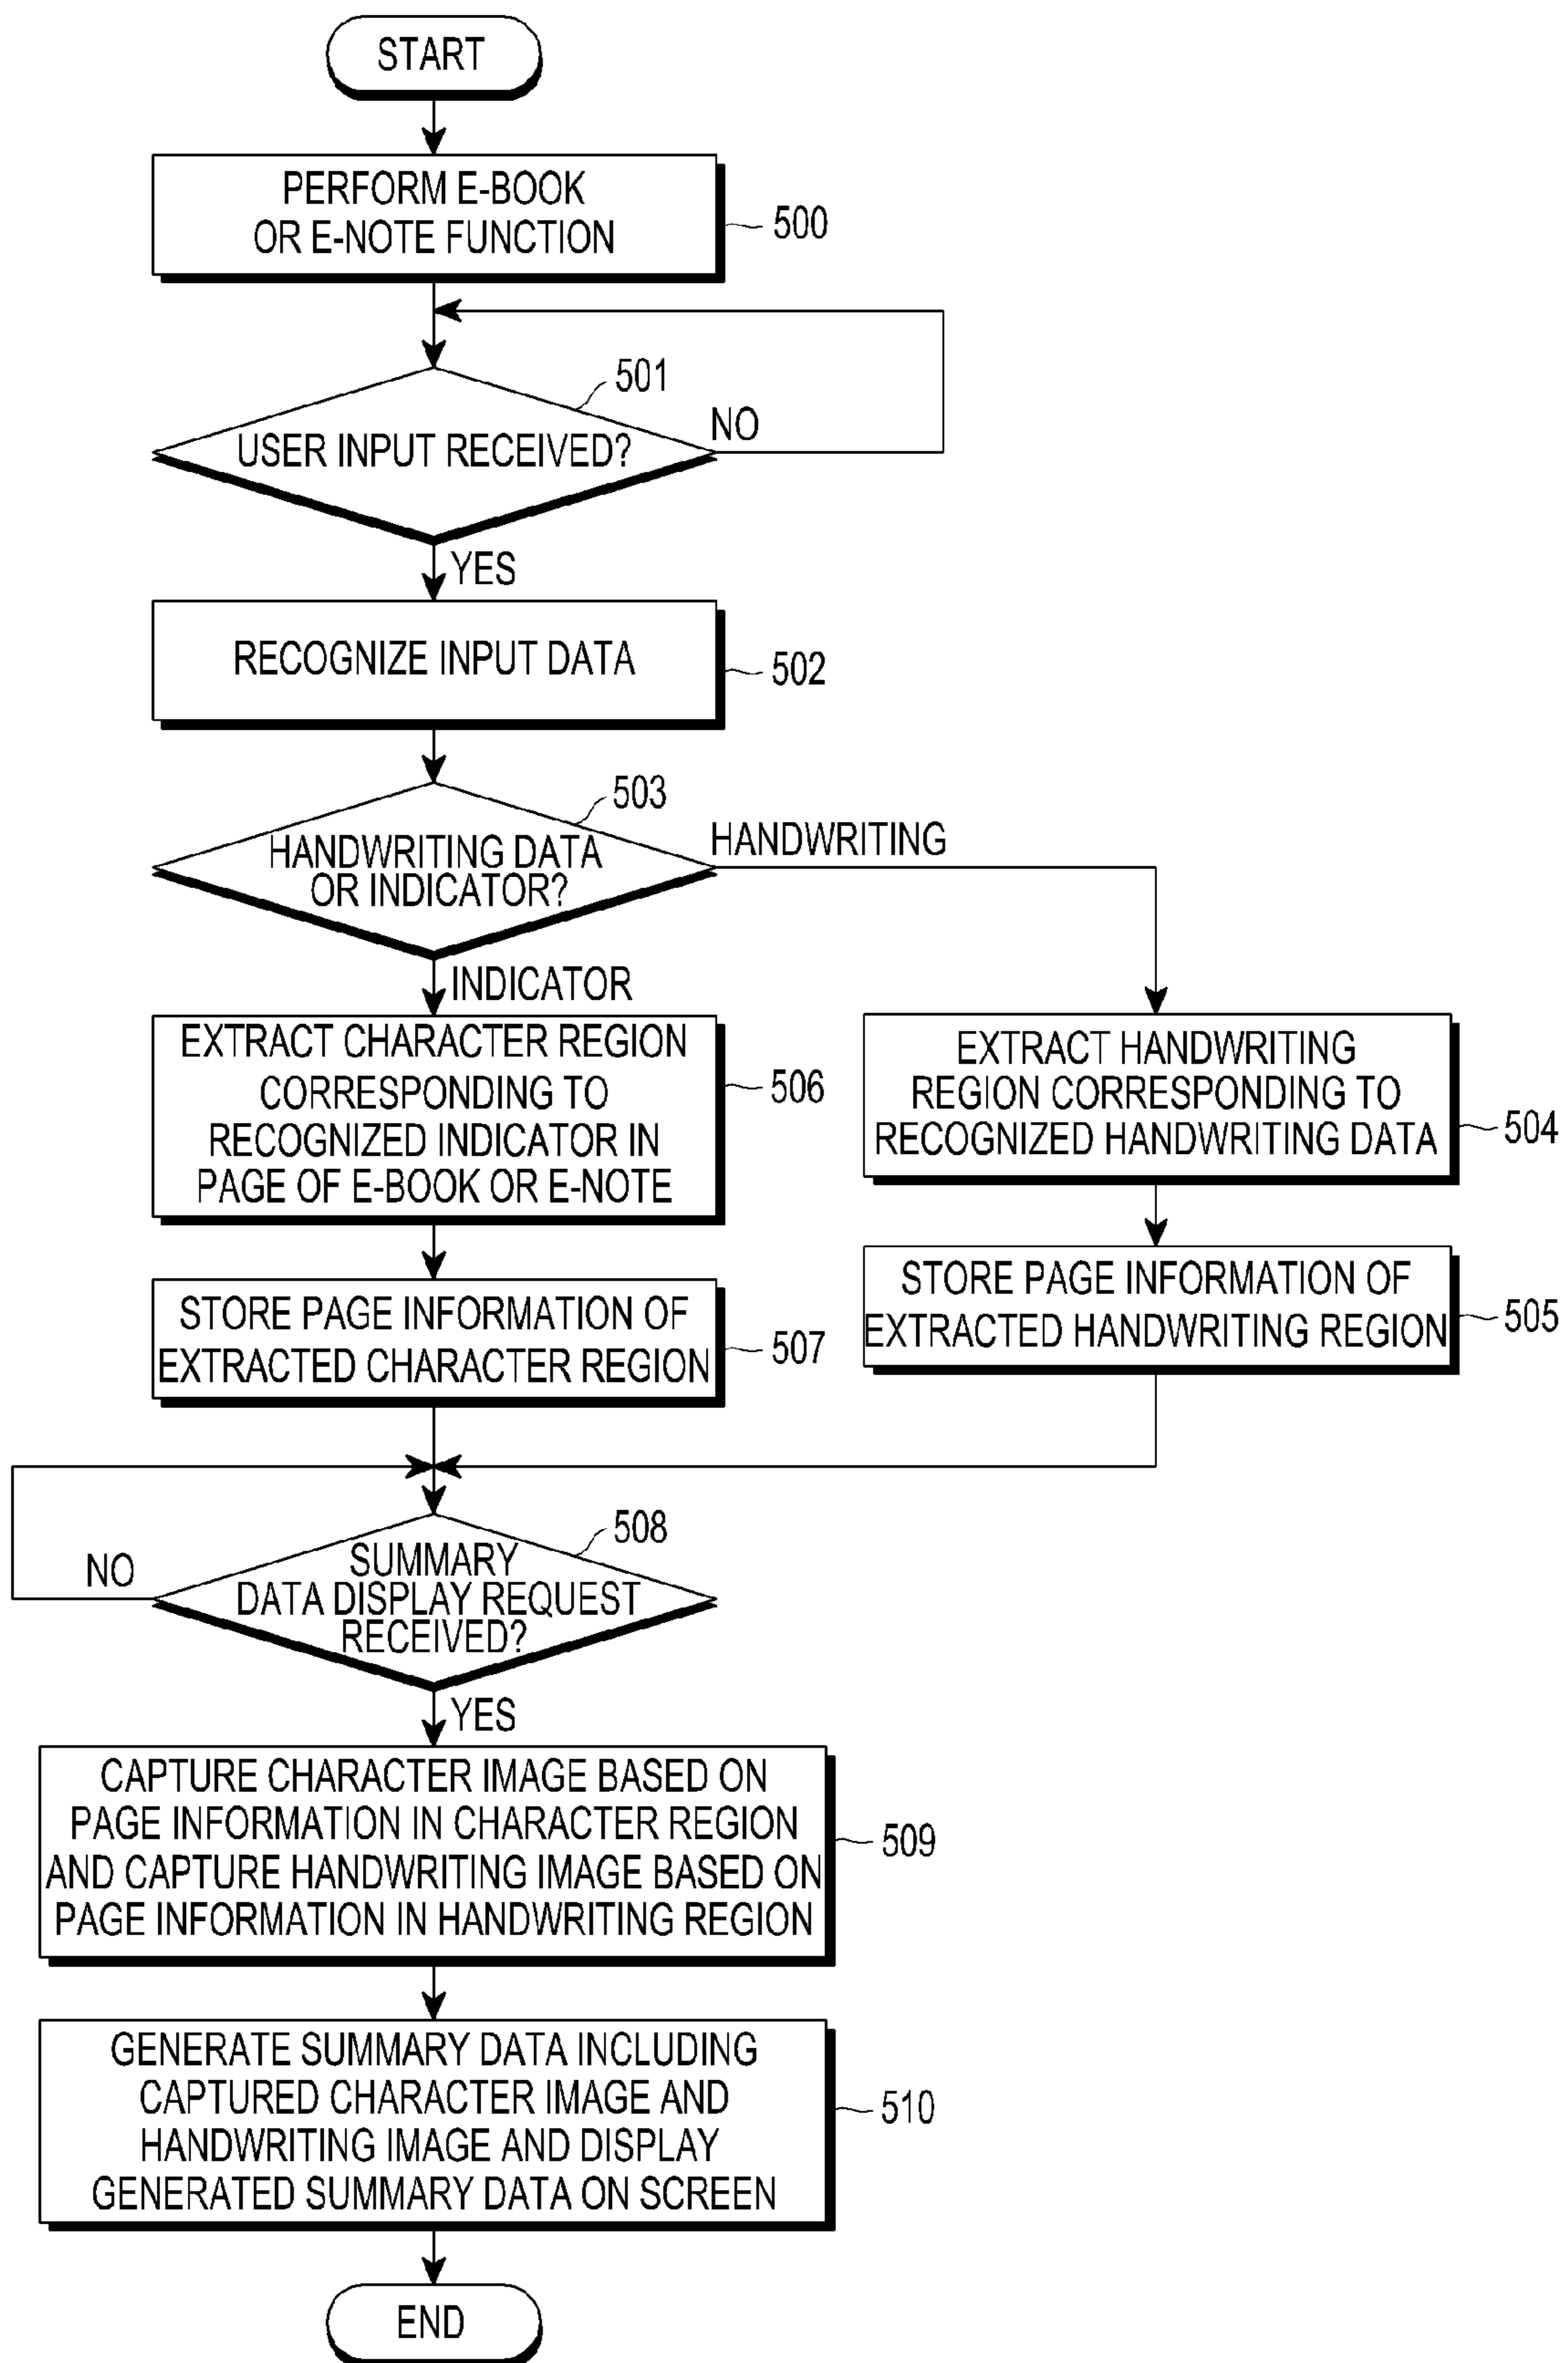 START
PERFORM E-BOOK
OR E-NOTE FUNCTION
500
501
USER INPUT RECEIVED?
NO
YES
RECOGNIZE INPUT DATA
502
503
HANDWRITING DATA
OR INDICATOR?
HANDWRITING
INDICATOR
EXTRACT CHARACTER REGION
CORRESPONDING TO
RECOGNIZED INDICATOR IN
PAGE OF E-BOOK OR E-NOTE
506
EXTRACT HANDWRITING
REGION CORRESPONDING TO
RECOGNIZED HANDWRITING DATA
504
STORE PAGE INFORMATION OF
EXTRACTED CHARACTER REGION
507
STORE PAGE INFORMATION OF
EXTRACTED HANDWRITING REGION
505
508
SUMMARY
DATA DISPLAY REQUEST
RECEIVED?
NO
YES
CAPTURE CHARACTER IMAGE BASED ON
PAGE INFORMATION IN CHARACTER REGION
AND CAPTURE HANDWRITING IMAGE BASED ON
PAGE INFORMATION IN HANDWRITING REGION
509
GENERATE SUMMARY DATA INCLUDING
CAPTURED CHARACTER IMAGE AND
HANDWRITING IMAGE AND DISPLAY
GENERATED SUMMARY DATA ON SCREEN
510
END